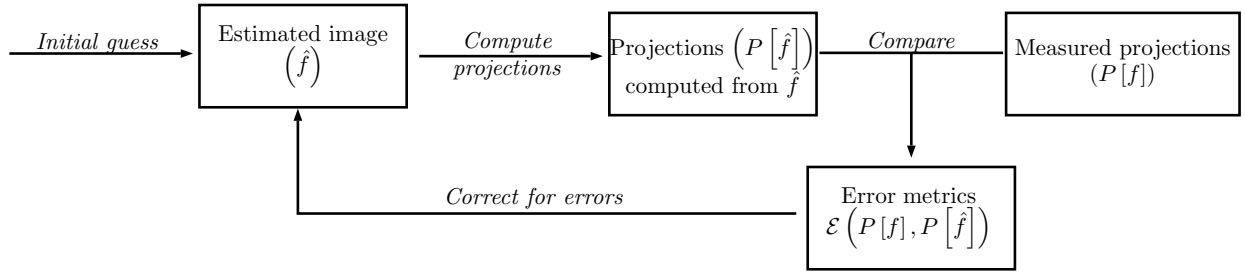 Initial guess
Estimated image
(f̂)
Compute
projections
Projections (P [f̂])
computed from f̂
Compare
Measured projections
(P [f])
Correct for errors
Error metrics
ℰ (P [f] , P [f̂])